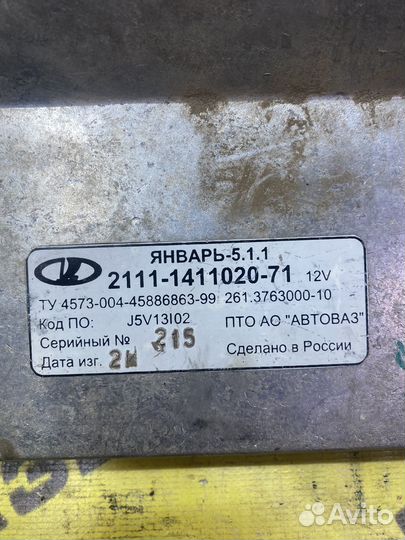 ЯНВАРЬ-5.1.1
2111-1411020-71 12V
ТУ 4573-004-45886863-99 261.3763000-10
Код ПО: J5V13I02 ПТО АО "АВТОВАЗ"
Серийный № 215
Дата изг. Сделано в России
Avito